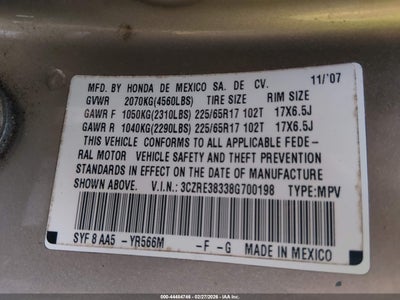 MFD. BY HONDA DE MEXICO SA. DE CV. 11/'07
GVWR 2070KG(4560LBS) TIRE SIZE RIM SIZE
GAWR F 1050KG(2310LBS) 225/65R17 102T 17X6.5J
GAWR R 1040KG(2290LBS) 225/65R17 102T 17X6.5J
THIS VEHICLE CONFORMS TO ALL APPLICABLE FEDE-
RAL MOTOR VEHICLE SAFETY AND THEFT PREVENTION
STANDARDS IN EFFECT ON THE DATE OF MANUFACTURE
SHOWN ABOVE. V.I.N.: 3CZRE38338G700198 TYPE:MPV
SYF 8 AA5 -YR566M -F -G MADE IN MEXICO
000-44484746 - 02/27/2026 - IAA, Inc.